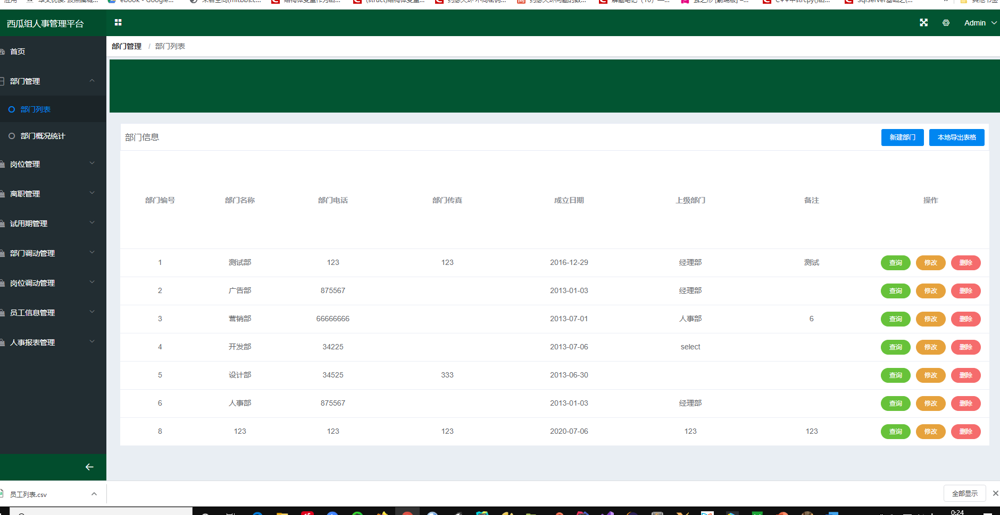 西瓜组人事管理平台
Admin
首页
部门管理
部门列表
部门概况统计
岗位管理
离职管理
试用期管理
部门调动管理
岗位调动管理
员工信息管理
人事报表管理
部门管理 / 部门列表
部门信息 新建部门 本地导出表格
部门编号 部门名称 部门电话 部门传真 成立日期 上级部门 备注 操作
1 测试部 123 123 2016-12-29 经理部 测试 查询 修改 删除
2 广告部 875567 2013-01-03 经理部 查询 修改 删除
3 营销部 66666666 2013-07-01 人事部 6 查询 修改 删除
4 开发部 34225 2013-07-06 select 查询 修改 删除
5 设计部 34525 333 2013-06-30 查询 修改 删除
6 人事部 875567 2013-01-03 经理部 查询 修改 删除
8 123 123 123 2020-07-06 123 123 查询 修改 删除
员工列表.csv 全部显示
0:24